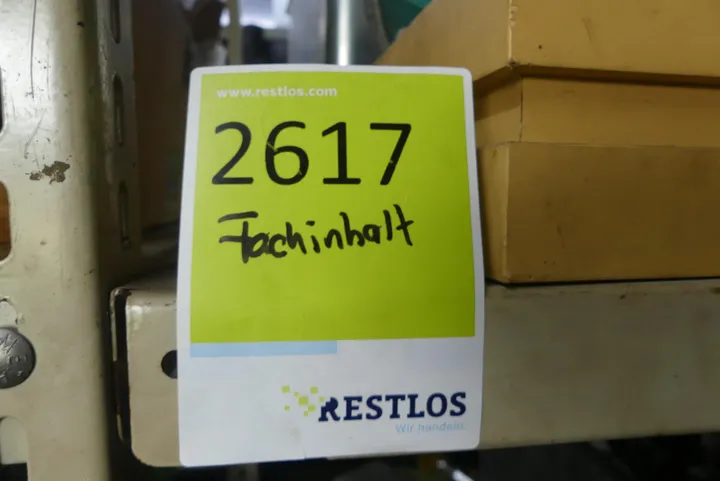 www.restlos.com
2617
Fachinhalt
RESTLOS
Wir handeln.